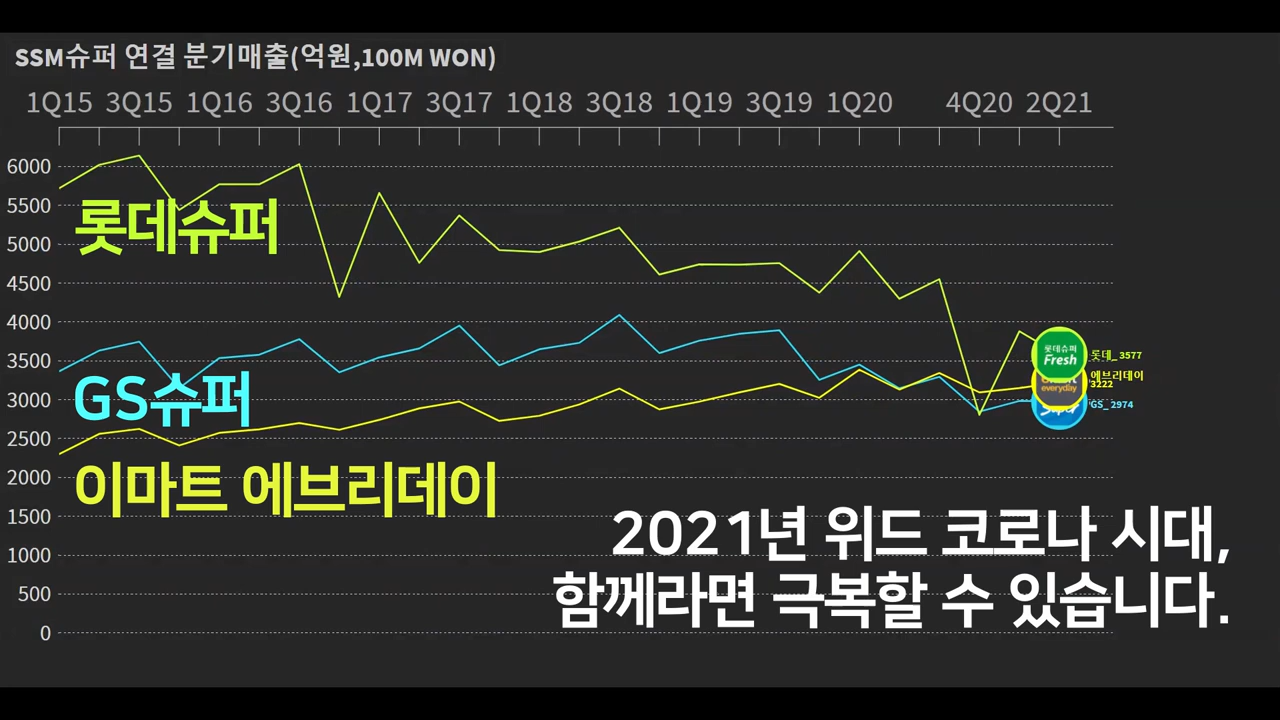 SSM슈퍼 연결 분기매출(억원,100M WON)
1Q15 3Q15 1Q16 3Q16 1Q17 3Q17 1Q18 3Q18 1Q19 3Q19 1Q20 4Q20 2Q21
6000
5500
롯데슈퍼
5000
4500
4000
3500
롯데슈퍼
Fresh
롯데_ 3577
에브리데이
3222
everyday
GS슈퍼
3000
GS_ 2974
2500
이마트 에브리데이
2000
1500
2021년 위드 코로나 시대,
1000
함께라면 극복할 수 있습니다.
500
0